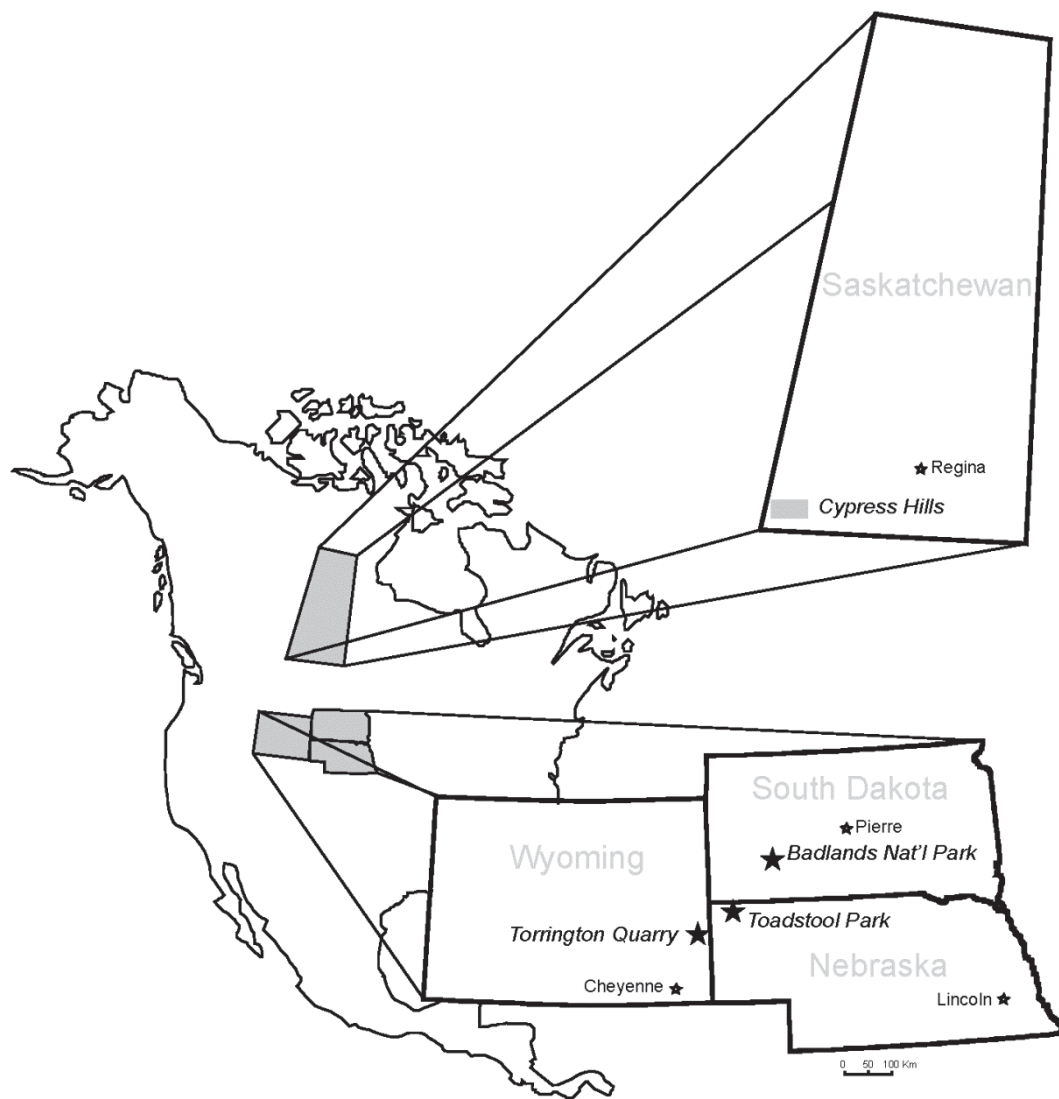 Saskatchewan
Regina
Cypress Hills
South Dakota
Pierre
Badlands Nat'l Park
Wyoming
Toadstool Park
Torrington Quarry
Nebraska
Cheyenne
Lincoln
0 50 100 Km